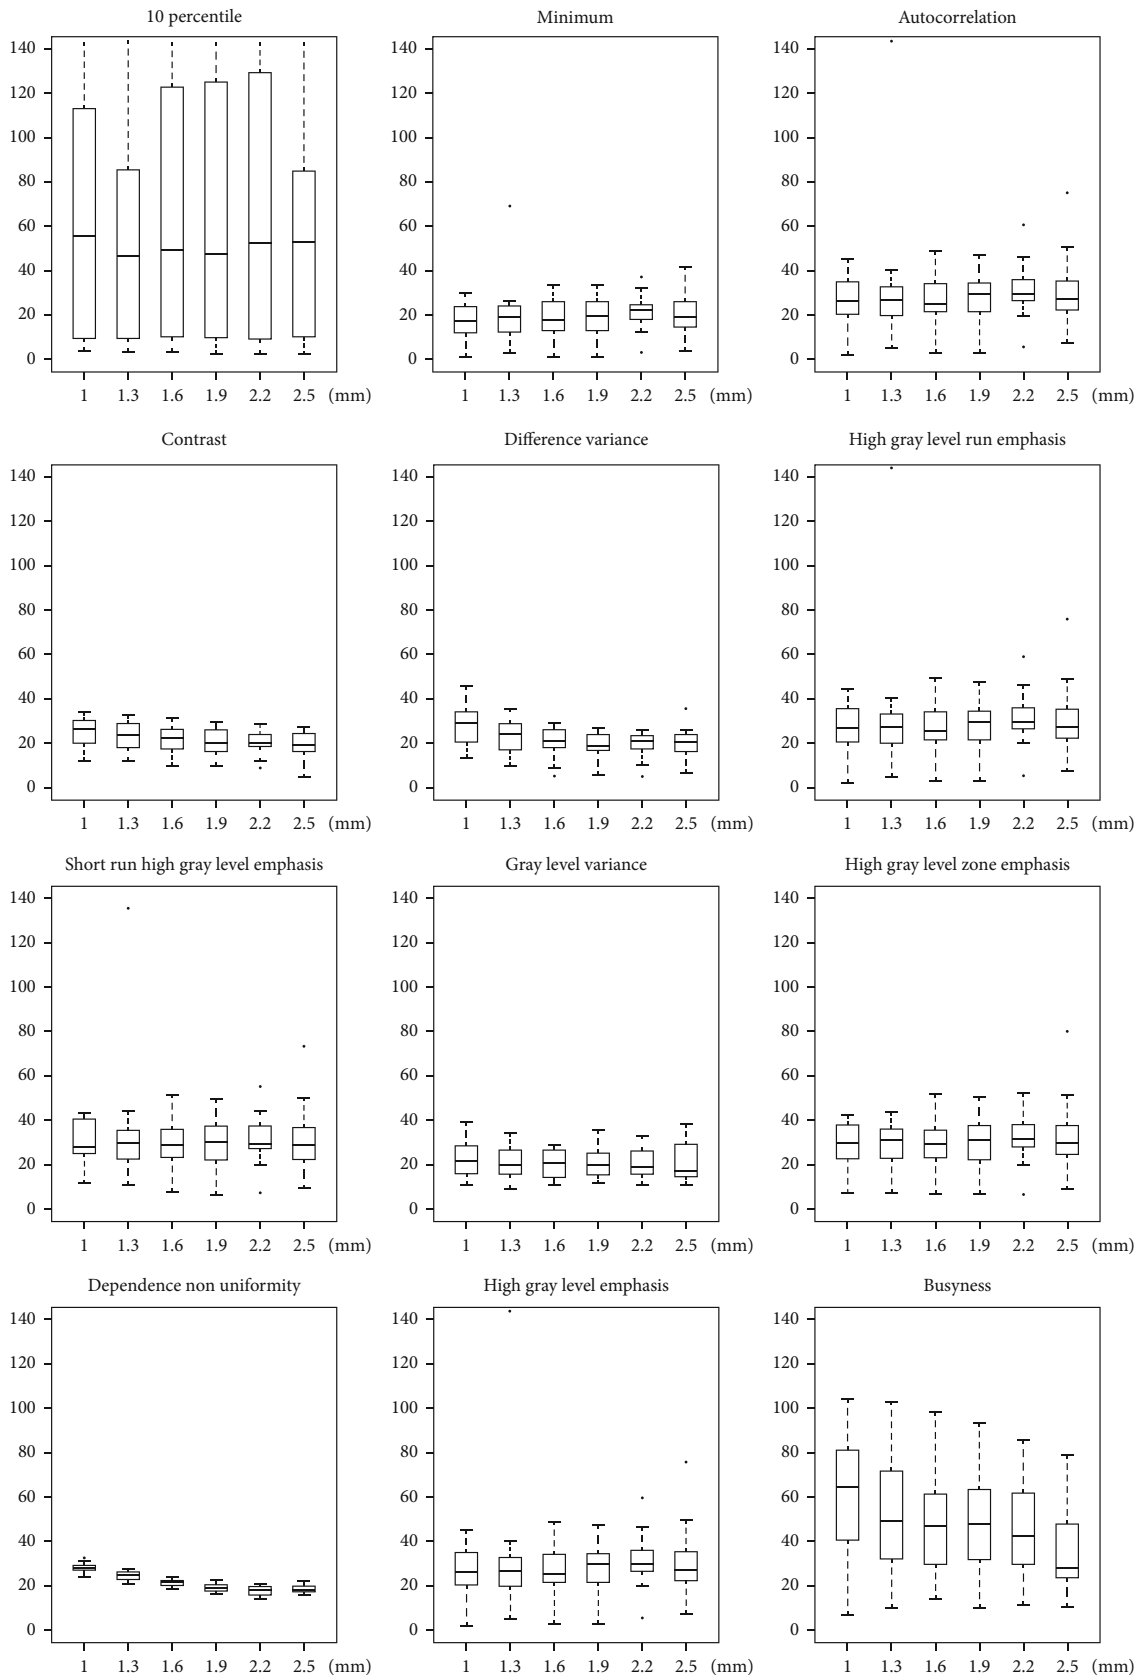 10 percentile Minimum Autocorrelation
140 140 140
120 120 120
100 100 100
80 80 80
60 60 60
40 40 40
20 20 20
0 0 0
1 1.3 1.6 1.9 2.2 2.5 (mm) 1 1.3 1.6 1.9 2.2 2.5 (mm) 1 1.3 1.6 1.9 2.2 2.5 (mm)
Contrast Difference variance High gray level run emphasis
140 140 140
120 120 120
100 100 100
80 80 80
60 60 60
40 40 40
20 20 20
0 0 0
1 1.3 1.6 1.9 2.2 2.5 (mm) 1 1.3 1.6 1.9 2.2 2.5 (mm) 1 1.3 1.6 1.9 2.2 2.5 (mm)
Short run high gray level emphasis Gray level variance High gray level zone emphasis
140 140 140
120 120 120
100 100 100
80 80 80
60 60 60
40 40 40
20 20 20
0 0 0
1 1.3 1.6 1.9 2.2 2.5 (mm) 1 1.3 1.6 1.9 2.2 2.5 (mm) 1 1.3 1.6 1.9 2.2 2.5 (mm)
Dependence non uniformity High gray level emphasis Busyness
140 140 140
120 120 120
100 100 100
80 80 80
60 60 60
40 40 40
20 20 20
0 0 0
1 1.3 1.6 1.9 2.2 2.5 (mm) 1 1.3 1.6 1.9 2.2 2.5 (mm) 1 1.3 1.6 1.9 2.2 2.5 (mm)